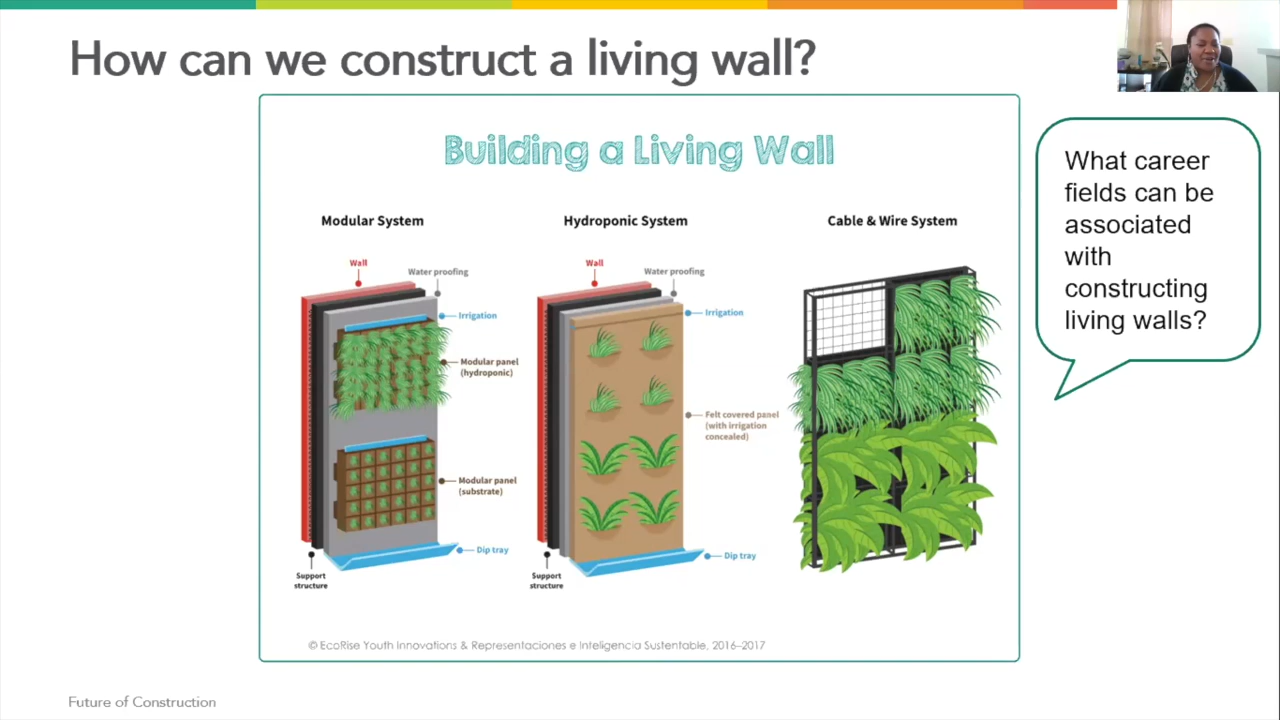 How can we construct a living wall?
Building a Living Wall
Modular System
Wall
Water proofing
Irrigation
Modular panel
(hydroponic)
Modular panel
(substrate)
Dip tray
Support
structure
Hydroponic System
Wall
Water proofing
Irrigation
Felt covered panel
(with irrigation
concealed)
Dip tray
Support
structure
Cable & Wire System
© EcoRise Youth Innovations & Representaciones e Inteligencia Sustentable, 2016–2017
What career
fields can be
associated
with
constructing
living walls?
Future of Construction